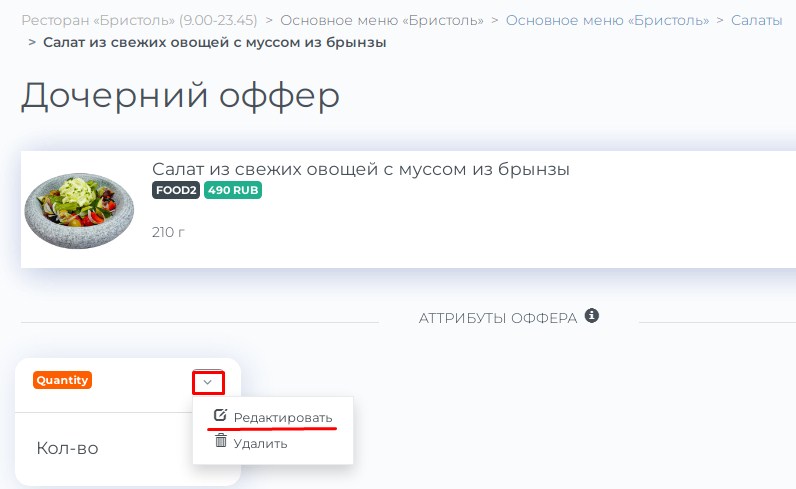 Ресторан «Бристоль» (9.00-23.45) > Основное меню «Бристоль» > Основное меню «Бристоль» > Салаты
> Салат из свежих овощей с муссом из брынзы
Дочерний оффер
Салат из свежих овощей с муссом из брынзы
FOOD2 490 RUB
210 г
АТТРИБУТЫ ОФФЕРА
Quantity
Редактировать
Удалить
Кол-во